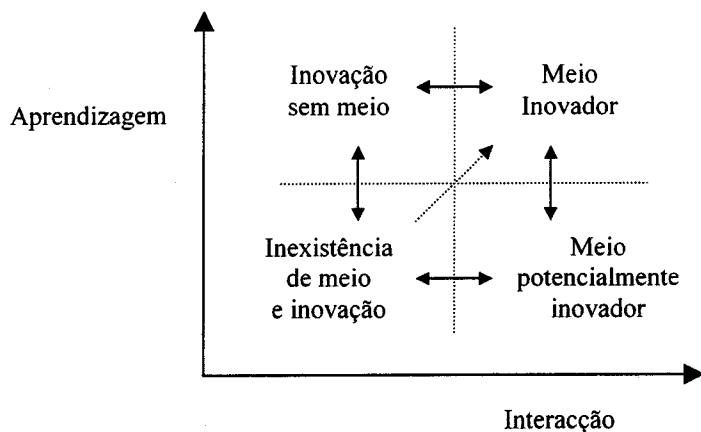 Aprendizagem
Inovação
sem meio
Meio
Inovador
Inexistência
de meio
e inovação
Meio
potencialmente
inovador
Interacção